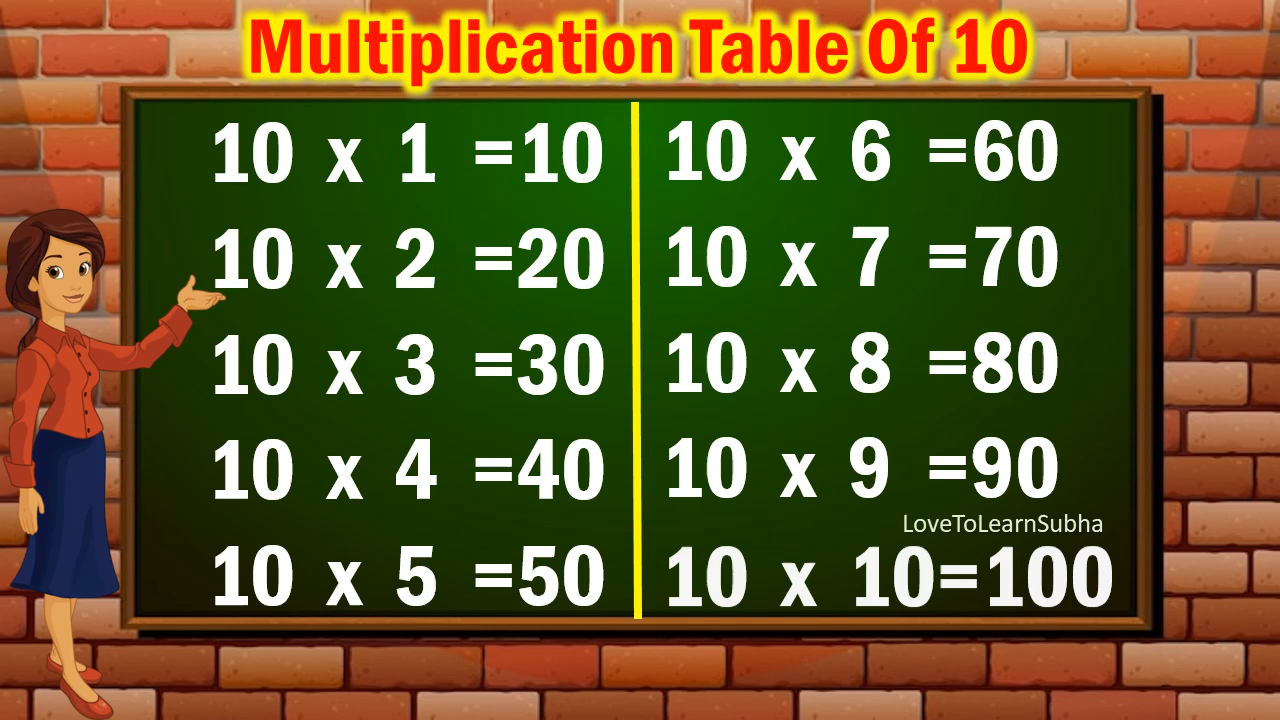 Multiplication Table Of 10
10 x 1 =10
10 x 2 =20
10 x 3 =30
10 x 4 =40
10 x 5 =50
10 x 6 =60
10 x 7 =70
10 x 8 =80
10 x 9 =90
LoveToLearnSubha
10 x 10=100